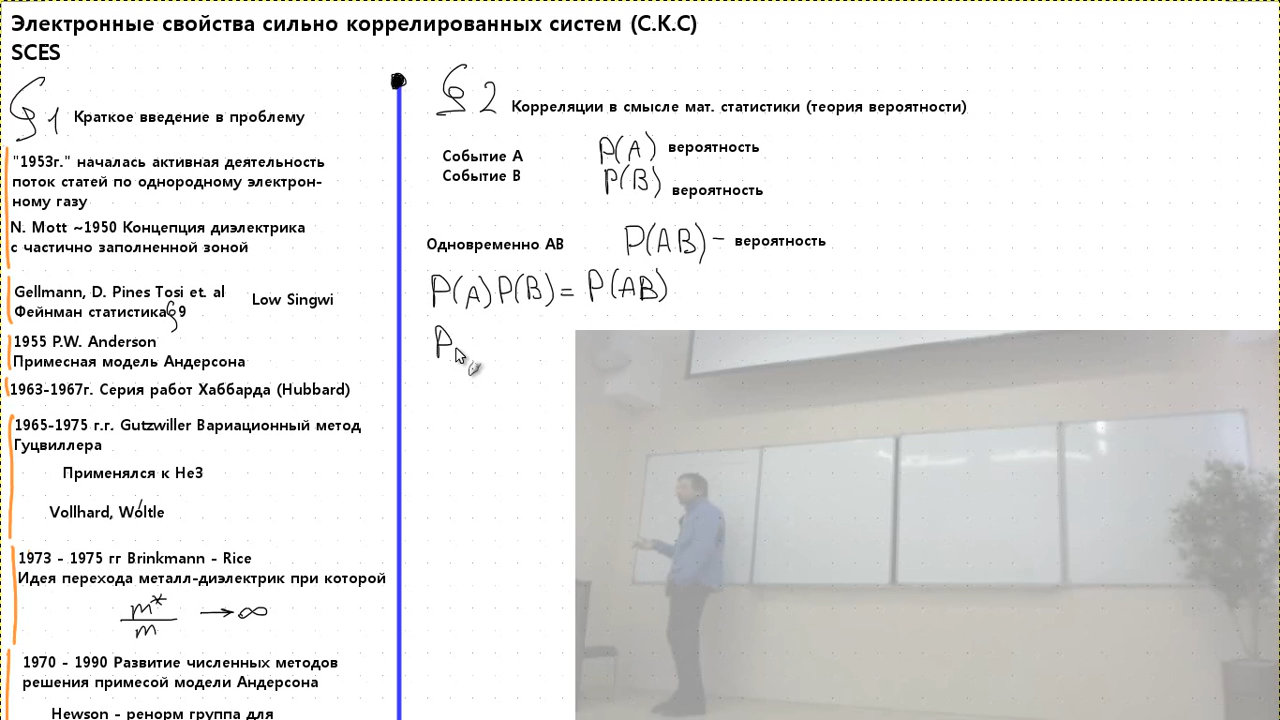 Электронные свойства сильно коррелированных систем (С.К.С)
SCES
§1 Краткое введение в проблему
"1953г." началась активная деятельность
поток статей по однородному электрон-
ному газу
N. Mott ~1950 Концепция диэлектрика
с частично заполненной зоной
Gellmann, D. Pines Tosi et. al Low Singwi
Фейнман статистика §9
1955 P.W. Anderson
Примесная модель Андерсона
1963-1967г. Серия работ Хаббарда (Hubbard)
1965-1975 г.г. Gutzwiller Вариационный метод
Гуцвиллера
Применялся к He3
Vollhard, Wóltle
1973 - 1975 гг Brinkmann - Rice
Идея перехода металл-диэлектрик при которой
m*/m → ∞
1970 - 1990 Развитие численных методов
решения примесой модели Андерсона
Hewson - ренорм группа для
§2 Корреляции в смысле мат. статистики (теория вероятности)
Событие А P(A) вероятность
Событие В P(B) вероятность
Одновременно АВ P(AB) – вероятность
P(A)P(B) = P(AB)
P